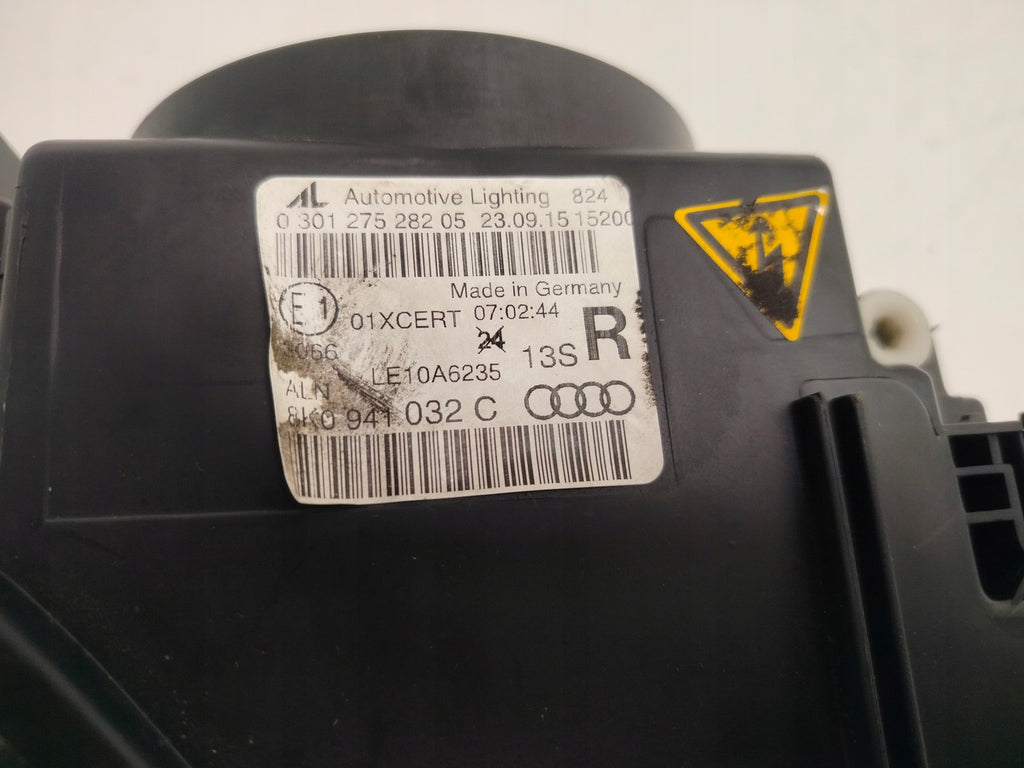 AL Automotive Lighting 824
0 301 275 282 05 23.09.15 15200
Made in Germany
E1 01XCERT 07:02:44
24
13S R
LE10A6235
ALN
8K0 941 032 C